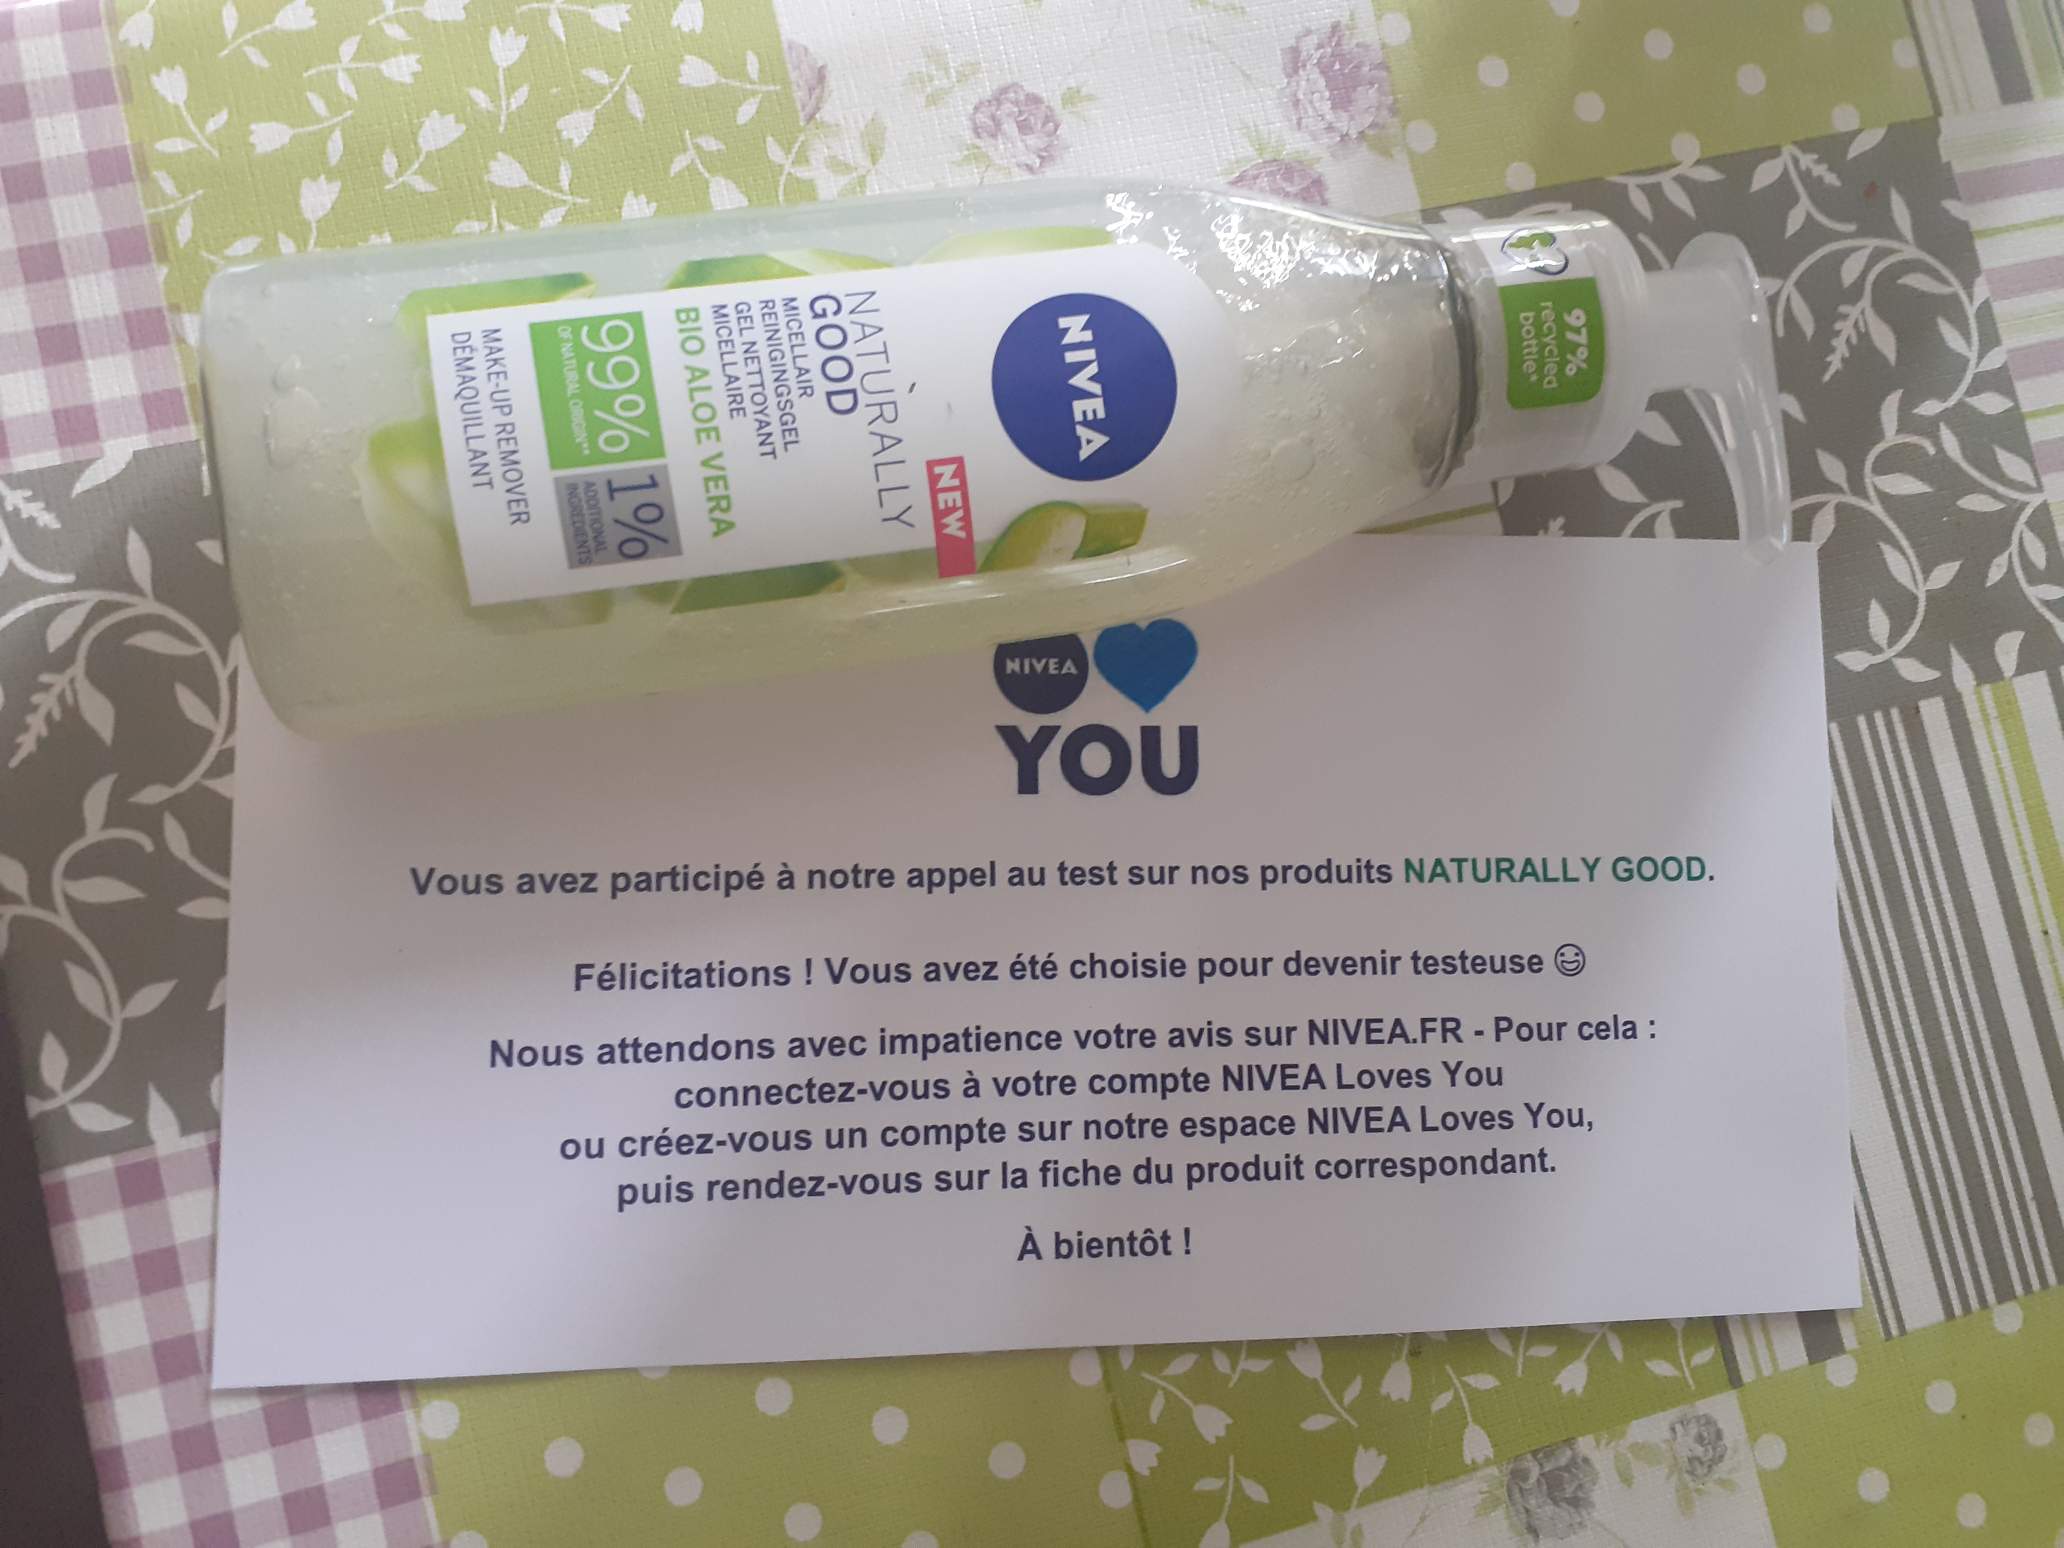 NIVEA
NEW
NATURALLY
GOOD
MICELLAIR
REINIGINGSGEL
GEL NETTOYANT
MICELLAIRE
BIO ALOE VERA
99%
OF NATURAL ORIGIN**
1%
ADDITIONAL
INGREDIENTS
MAKE-UP REMOVER
DÉMAQUILLANT
97%
recycled
bottle*
NIVEA
YOU
Vous avez participé à notre appel au test sur nos produits NATURALLY GOOD.
Félicitations ! Vous avez été choisie pour devenir testeuse
Nous attendons avec impatience votre avis sur NIVEA.FR - Pour cela :
connectez-vous à votre compte NIVEA Loves You
ou créez-vous un compte sur notre espace NIVEA Loves You,
puis rendez-vous sur la fiche du produit correspondant.
À bientôt !